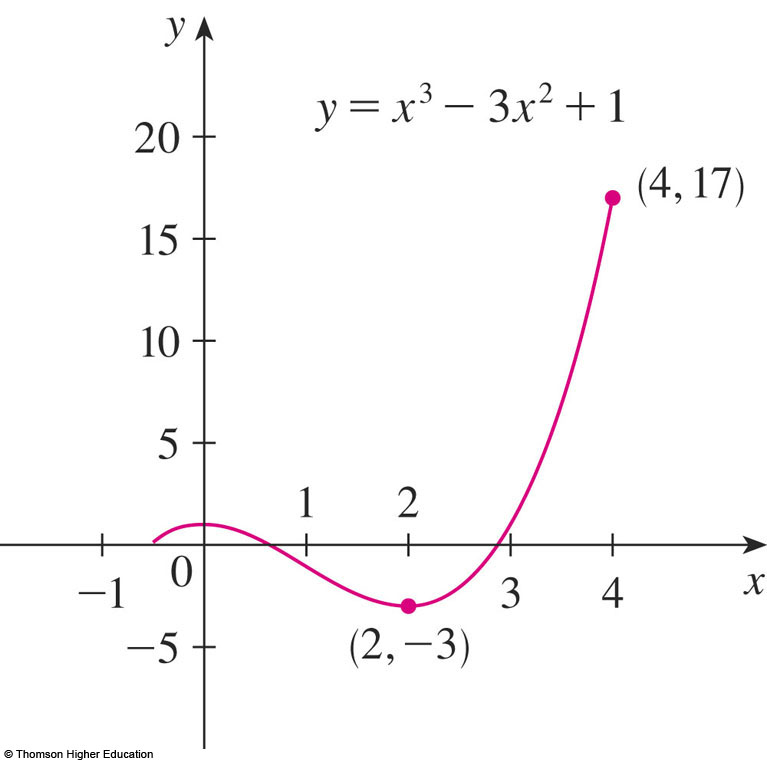 y
y = x³ − 3x² + 1
20
(4, 17)
15
10
5
1 2
0
−1 3 4 x
−5 (2, −3)
© Thomson Higher Education